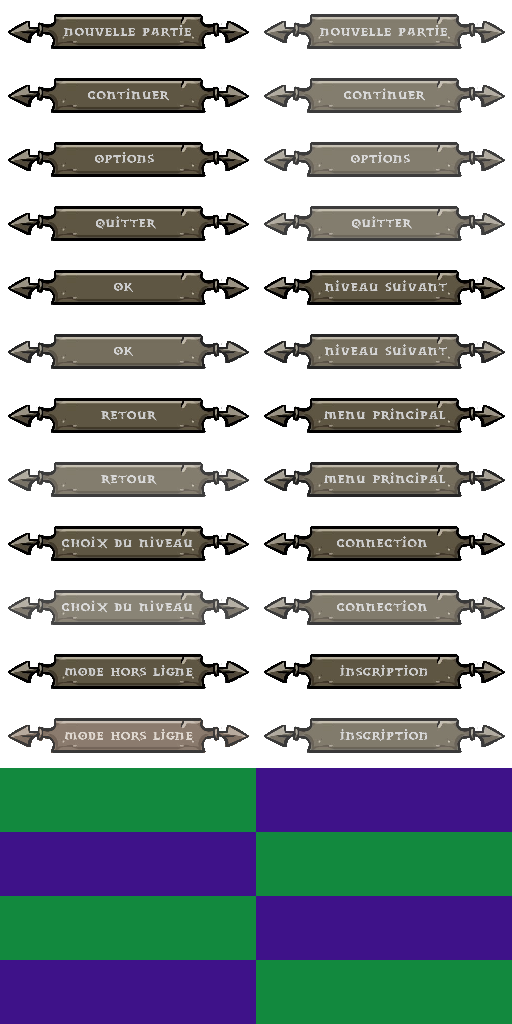 NOUVELLE PARTIE NOUVELLE PARTIE
CONTINUER CONTINUER
OPTIONS OPTIONS
QUITTER QUITTER
OK NIVEAU SUIVANT
OK NIVEAU SUIVANT
RETOUR MENU PRINCIPAL
RETOUR MENU PRINCIPAL
CHOIX DU NIVEAU CONNECTION
CHOIX DU NIVEAU CONNECTION
MODE HORS LIGNE INSCRIPTION
MODE HORS LIGNE INSCRIPTION